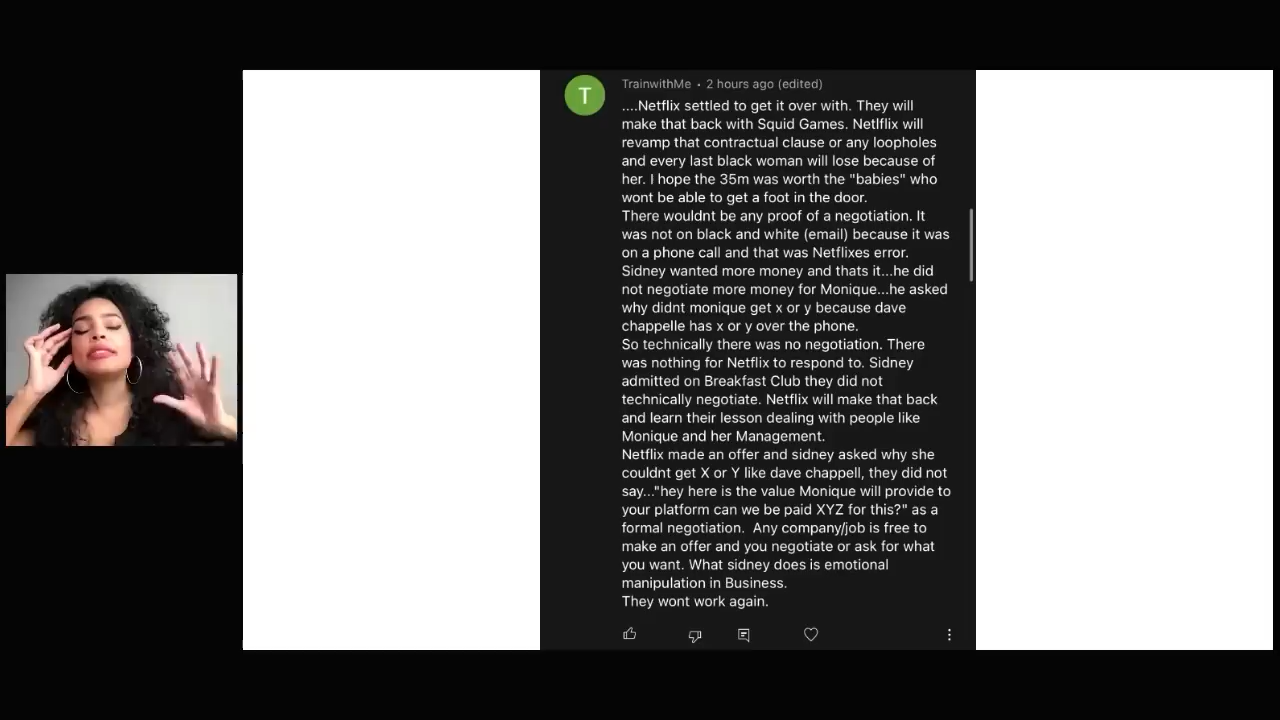 T
TrainwithMe • 2 hours ago (edited)
....Netflix settled to get it over with. They will
make that back with Squid Games. Netlflix will
revamp that contractual clause or any loopholes
and every last black woman will lose because of
her. I hope the 35m was worth the "babies" who
wont be able to get a foot in the door.
There wouldnt be any proof of a negotiation. It
was not on black and white (email) because it was
on a phone call and that was Netflixes error.
Sidney wanted more money and thats it...he did
not negotiate more money for Monique...he asked
why didnt monique get x or y because dave
chappelle has x or y over the phone.
So technically there was no negotiation. There
was nothing for Netflix to respond to. Sidney
admitted on Breakfast Club they did not
technically negotiate. Netflix will make that back
and learn their lesson dealing with people like
Monique and her Management.
Netflix made an offer and sidney asked why she
couldnt get X or Y like dave chappell, they did not
say..."hey here is the value Monique will provide to
your platform can we be paid XYZ for this?" as a
formal negotiation.  Any company/job is free to
make an offer and you negotiate or ask for what
you want. What sidney does is emotional
manipulation in Business.
They wont work again.